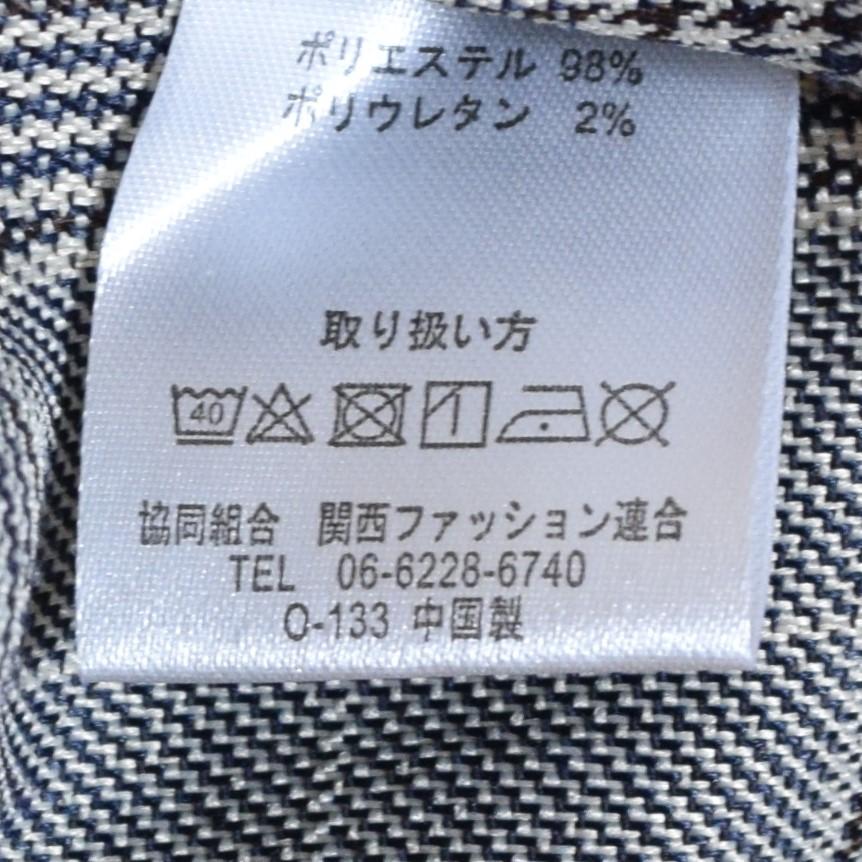 ポリエステル 98%
ポリウレタン 2%
取り扱い方
40
協同組合 関西ファッション連合
TEL 06-6228-6740
O-133 中国製